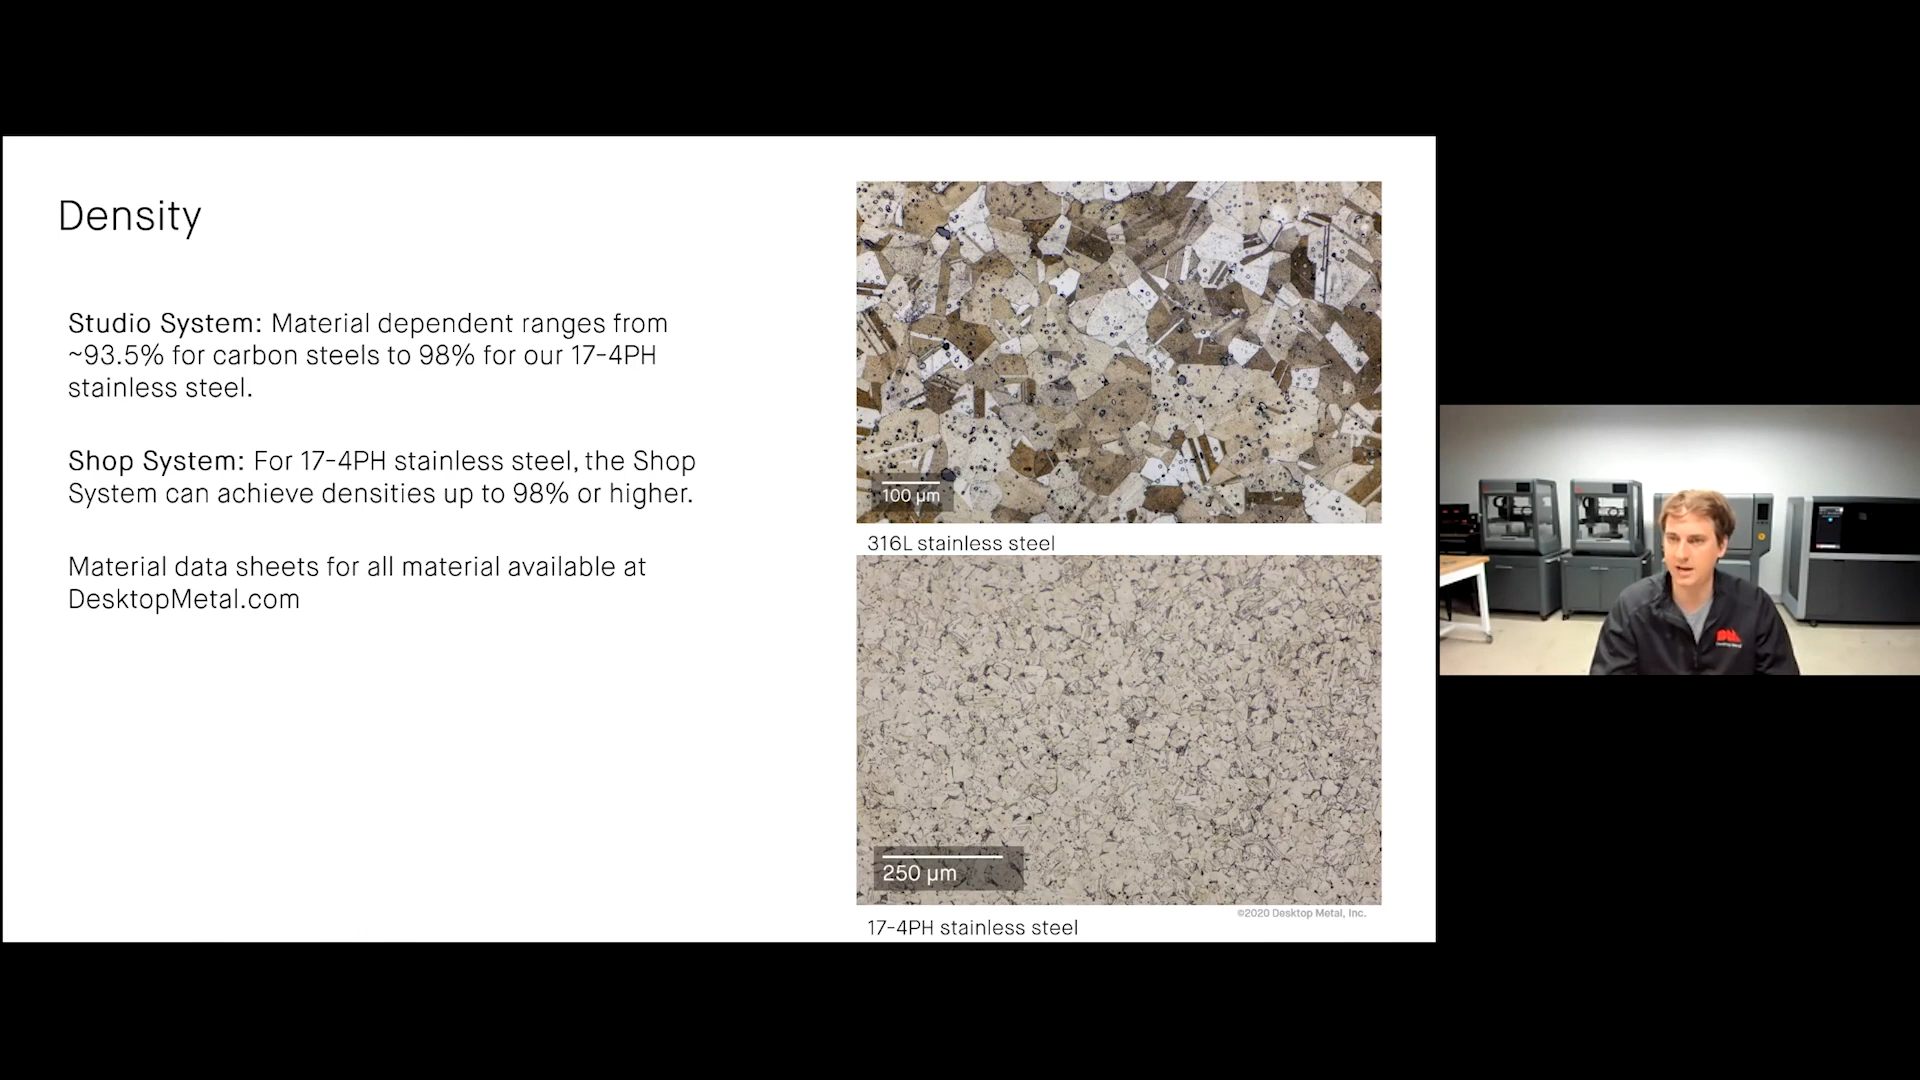 Density
Studio System: Material dependent ranges from
~93.5% for carbon steels to 98% for our 17-4PH
stainless steel.
Shop System: For 17-4PH stainless steel, the Shop
System can achieve densities up to 98% or higher.
Material data sheets for all material available at
DesktopMetal.com
100 µm
316L stainless steel
250 µm
©2020 Desktop Metal, Inc.
17-4PH stainless steel